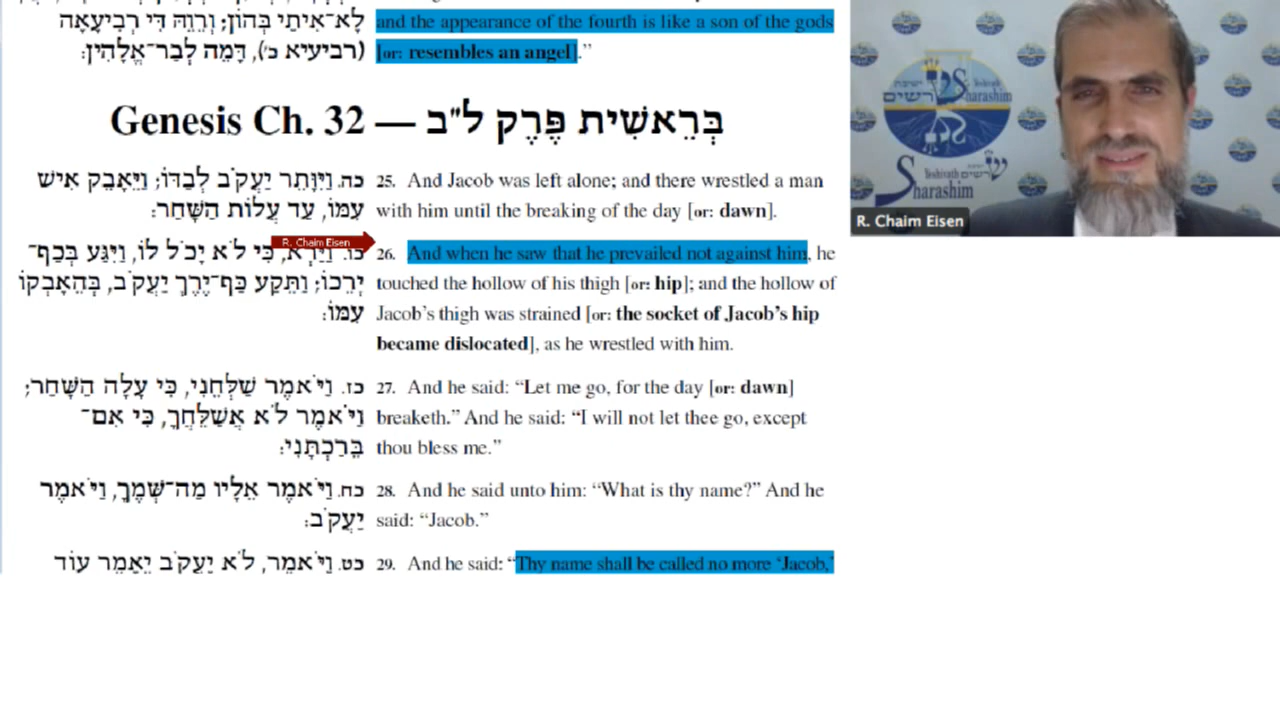 לֹא־אִיתַי בְּהוֹן; וְרֵוֵהּ דִּי רְבִיעָאָה
(רביעיא כ'), דָּמֵה לְבַר־אֱלָהִין:
and the appearance of the fourth is like a son of the gods
[or: resembles an angel].”
Genesis Ch. 32 — בְּרֵאשִׁית פֶּרֶק ל"ב
כה. וַיִּוָּתֵר יַעֲקֹב לְבַדּוֹ; וַיֵּאָבֵק אִישׁ
עִמּוֹ, עַד עֲלוֹת הַשָּׁחַר:
25. And Jacob was left alone; and there wrestled a man
with him until the breaking of the day [or: dawn].
R. Chaim Eisen
כו. וַיַּרְא, כִּי לֹא יָכֹל לוֹ, וַיִּגַּע בְּכַף־
יְרֵכוֹ; וַתֵּקַע כַּף־יֶרֶךְ יַעֲקֹב, בְּהֵאָבְקוֹ
עִמּוֹ:
26. And when he saw that he prevailed not against him, he
touched the hollow of his thigh [or: hip]; and the hollow of
Jacob’s thigh was strained [or: the socket of Jacob’s hip
became dislocated], as he wrestled with him.
כז. וַיֹּאמֶר שַׁלְּחֵנִי, כִּי עָלָה הַשָּׁחַר;
וַיֹּאמֶר לֹא אֲשַׁלֵּחֲךָ, כִּי אִם־
בֵּרַכְתָּנִי:
27. And he said: “Let me go, for the day [or: dawn]
breaketh.” And he said: “I will not let thee go, except
thou bless me.”
כח. וַיֹּאמֶר אֵלָיו מַה־שְּׁמֶךָ, וַיֹּאמֶר
יַעֲקֹב:
28. And he said unto him: “What is thy name?” And he
said: “Jacob.”
כט. וַיֹּאמֶר, לֹא יַעֲקֹב יֵאָמֵר עוֹד
29. And he said: “Thy name shall be called no more ‘Jacob,’
ישיבת
שרשים
Sharashim
Yeshivath
Sharashim
R. Chaim Eisen